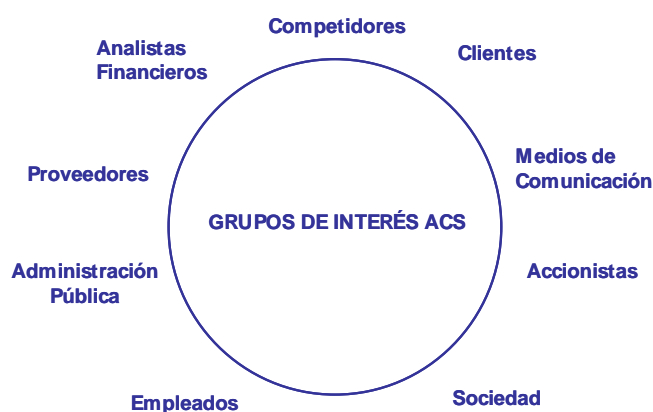 Competidores
Analistas
Financieros
Clientes
Medios de
Comunicación
Proveedores
GRUPOS DE INTERÉS ACS
Administración
Pública
Accionistas
Empleados
Sociedad